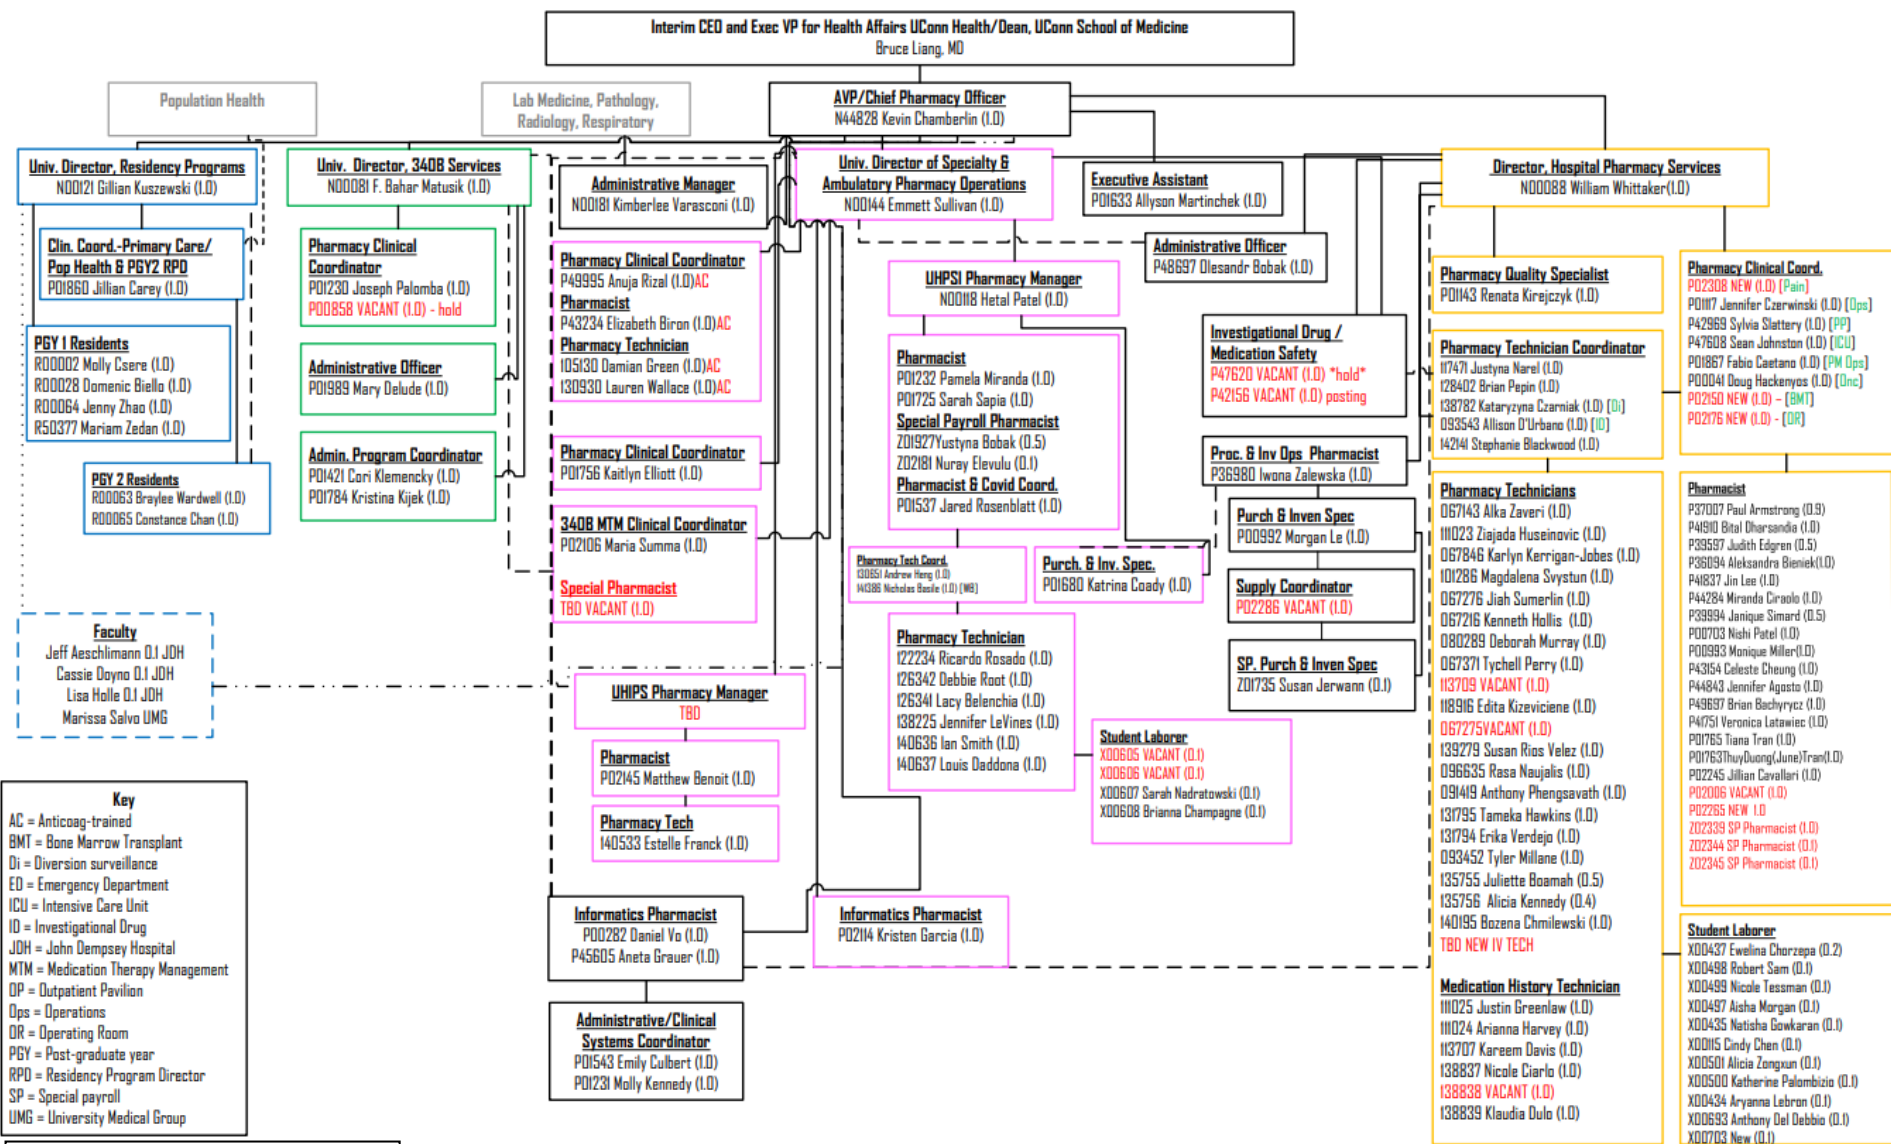 Interim CEO and Exec VP for Health Affairs UConn Health/Dean, UConn School of Medicine
Bruce Liang, MD
Population Health
Lab Medicine, Pathology,
Radiology, Respiratory
AVP/Chief Pharmacy Officer
N44828 Kevin Chamberlin (1.0)
Univ. Director, Residency Programs
N00121 Gillian Kuszewski (1.0)
Clin. Coord.-Primary Care/
Pop Health & PGY2 RPD
P01860 Jillian Carey (1.0)
PGY 1 Residents
R00002 Molly Csere (1.0)
R00028 Domenic Biello (1.0)
R00064 Jenny Zhao (1.0)
R50377 Mariam Zedan (1.0)
PGY 2 Residents
R00063 Braylee Wardwell (1.0)
R00065 Constance Chan (1.0)
Faculty
Jeff Aeschlimann 0.1 JDH
Cassie Doyno 0.1 JDH
Lisa Holle 0.1 JDH
Marissa Salvo UMG
Key
AC = Anticoag-trained
BMT = Bone Marrow Transplant
Di = Diversion surveillance
ED = Emergency Department
ICU = Intensive Care Unit
ID = Investigational Drug
JDH = John Dempsey Hospital
MTM = Medication Therapy Management
OP = Outpatient Pavilion
Ops = Operations
OR = Operating Room
PGY = Post-graduate year
RPD = Residency Program Director
SP = Special payroll
UMG = University Medical Group
Univ. Director, 340B Services
N00081 F. Bahar Matusik (1.0)
Pharmacy Clinical
Coordinator
P01230 Joseph Palomba (1.0)
P00858 VACANT (1.0) - hold
Administrative Officer
P01989 Mary Delude (1.0)
Admin. Program Coordinator
P01421 Cori Klemencky (1.0)
P01784 Kristina Kijek (1.0)
Administrative Manager
N00181 Kimberlee Varasconi (1.0)
Univ. Director of Specialty &
Ambulatory Pharmacy Operations
N00144 Emmett Sullivan (1.0)
Pharmacy Clinical Coordinator
P49995 Anuja Rizal (1.0)AC
Pharmacist
P43234 Elizabeth Biron (1.0)AC
Pharmacy Technician
105130 Damian Green (1.0)AC
130930 Lauren Wallace (1.0)AC
Pharmacy Clinical Coordinator
P01756 Kaitlyn Elliott (1.0)
340B MTM Clinical Coordinator
P02106 Maria Summa (1.0)
Special Pharmacist
TBD VACANT (1.0)
UHIPS Pharmacy Manager
TBD
Pharmacist
P02145 Matthew Benoit (1.0)
Pharmacy Tech
140533 Estelle Franck (1.0)
Informatics Pharmacist
P00282 Daniel Vo (1.0)
P45605 Aneta Grauer (1.0)
Administrative/Clinical
Systems Coordinator
P01543 Emily Culbert (1.0)
P01231 Molly Kennedy (1.0)
Informatics Pharmacist
P02114 Kristen Garcia (1.0)
UHPSI Pharmacy Manager
N00118 Hetal Patel (1.0)
Pharmacist
P01232 Pamela Miranda (1.0)
P01725 Sarah Sapia (1.0)
Special Payroll Pharmacist
Z01927Yustyna Bobak (0.5)
Z02181 Nuray Elevulu (0.1)
Pharmacist & Covid Coord.
P01537 Jared Rosenblatt (1.0)
Pharmacy Tech Coord.
130651 Andrew Heng (1.0)
141386 Nicholas Basile (1.0) [WB]
Pharmacy Technician
122234 Ricardo Rosado (1.0)
126342 Debbie Root (1.0)
126341 Lacy Belenchia (1.0)
138225 Jennifer LeVines (1.0)
140636 Ian Smith (1.0)
140637 Louis Daddona (1.0)
Student Laborer
X00605 VACANT (0.1)
X00606 VACANT (0.1)
X00607 Sarah Nadratowski (0.1)
X00608 Brianna Champagne (0.1)
Purch. & Inv. Spec.
P01680 Katrina Coady (1.0)
Executive Assistant
P01633 Allyson Martinchek (1.0)
Administrative Officer
P48697 Olesandr Bobak (1.0)
Investigational Drug /
Medication Safety
P47620 VACANT (1.0) *hold*
P42156 VACANT (1.0) posting
Proc. & Inv Ops Pharmacist
P36980 Iwona Zalewska (1.0)
Purch & Inven Spec
P00992 Morgan Le (1.0)
Supply Coordinator
P02286 VACANT (1.0)
SP. Purch & Inven Spec
Z01735 Susan Jerwann (0.1)
Director, Hospital Pharmacy Services
N00088 William Whittaker(1.0)
Pharmacy Quality Specialist
P01143 Renata Kirejczyk (1.0)
Pharmacy Technician Coordinator
117471 Justyna Narel (1.0)
128402 Brian Pepin (1.0)
138782 Kataryzyna Czarniak (1.0) [Di]
093543 Allison D'Urbano (1.0) [ID]
142141 Stephanie Blackwood (1.0)
Pharmacy Technicians
067143 Alka Zaveri (1.0)
111023 Ziajada Huseinovic (1.0)
067846 Karlyn Kerrigan-Jobes (1.0)
101286 Magdalena Svystun (1.0)
067276 Jiah Sumerlin (1.0)
067216 Kenneth Hollis (1.0)
080289 Deborah Murray (1.0)
067371 Tychell Perry (1.0)
113709 VACANT (1.0)
118916 Edita Kizeviciene (1.0)
067275VACANT (1.0)
139279 Susan Rios Velez (1.0)
096635 Rasa Naujalis (1.0)
091419 Anthony Phengsavath (1.0)
131795 Tameka Hawkins (1.0)
131794 Erika Verdejo (1.0)
093452 Tyler Millane (1.0)
135755 Juliette Boamah (0.5)
135756 Alicia Kennedy (0.4)
140195 Bozena Chmilewski (1.0)
TBD NEW IV TECH
Medication History Technician
111025 Justin Greenlaw (1.0)
111024 Arianna Harvey (1.0)
113707 Kareem Davis (1.0)
138837 Nicole Ciarlo (1.0)
138838 VACANT (1.0)
138839 Klaudia Dulo (1.0)
Pharmacy Clinical Coord.
P02308 NEW (1.0) [Pain]
P01117 Jennifer Czerwinski (1.0) [Ops]
P42969 Sylvia Slattery (1.0) [PP]
P47608 Sean Johnston (1.0) [ICU]
P01867 Fabio Caetano (1.0) [PM Ops]
P00041 Doug Hackenyos (1.0) [Onc]
P02150 NEW (1.0) – [BMT]
P02176 NEW (1.0) - [OR]
Pharmacist
P37007 Paul Armstrong (0.9)
P41910 Bital Dharsandia (1.0)
P39597 Judith Edgren (0.5)
P36094 Aleksandra Bieniek(1.0)
P41837 Jin Lee (1.0)
P44284 Miranda Ciraolo (1.0)
P39994 Janique Simard (0.5)
P00703 Nishi Patel (1.0)
P00993 Monique Miller(1.0)
P43154 Celeste Cheung (1.0)
P44843 Jennifer Agosto (1.0)
P49697 Brian Bachyrycz (1.0)
P41751 Veronica Latawiec (1.0)
P01765 Tiana Tran (1.0)
P01763ThuyDuong(June)Tran(1.0)
P02245 Jillian Cavallari (1.0)
P02006 VACANT (1.0)
P02265 NEW 1.0
Z02339 SP Pharmacist (1.0)
Z02344 SP Pharmacist (0.1)
Z02345 SP Pharmacist (0.1)
Student Laborer
X00437 Ewelina Chorzepa (0.2)
X00498 Robert Sam (0.1)
X00499 Nicole Tessman (0.1)
X00497 Aisha Morgan (0.1)
X00435 Natisha Gowkaran (0.1)
X00115 Cindy Chen (0.1)
X00501 Alicia Zongxun (0.1)
X00500 Katherine Palombizio (0.1)
X00434 Aryanna Lebron (0.1)
X00693 Anthony Del Debbio (0.1)
X00703 New (0.1)